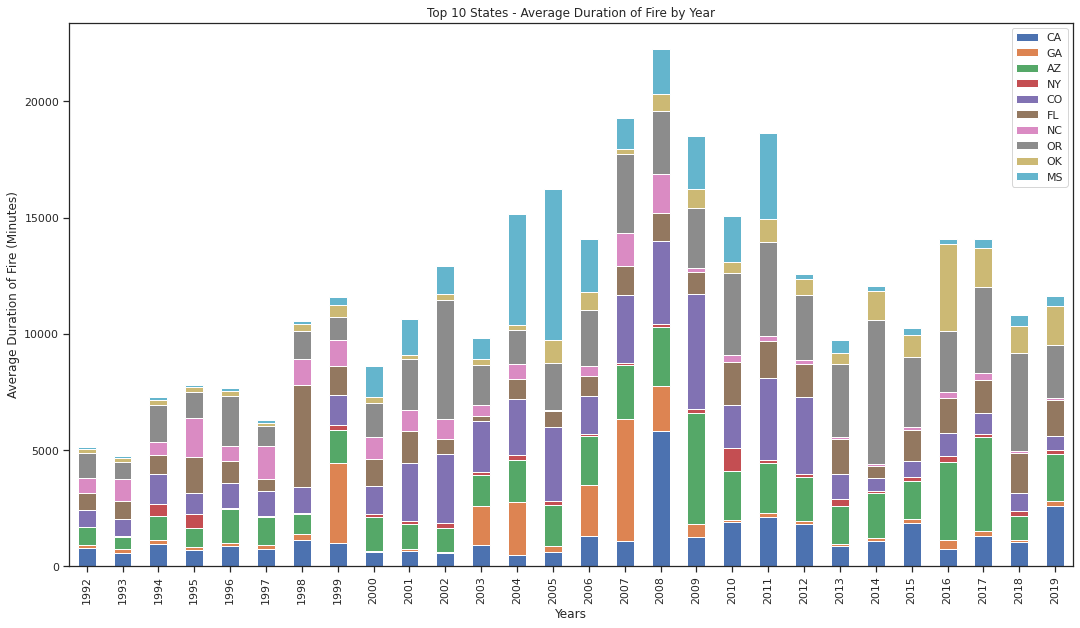 Top 10 States - Average Duration of Fire by Year
CA
GA
AZ
NY
CO
FL
NC
OR
OK
MS
Average Duration of Fire (Minutes)
20000
15000
10000
5000
0
1992
1993
1994
1995
1996
1997
1998
1999
2000
2001
2002
2003
2004
2005
2006
2007
2008
2009
2010
2011
2012
2013
2014
2015
2016
2017
2018
2019
Years